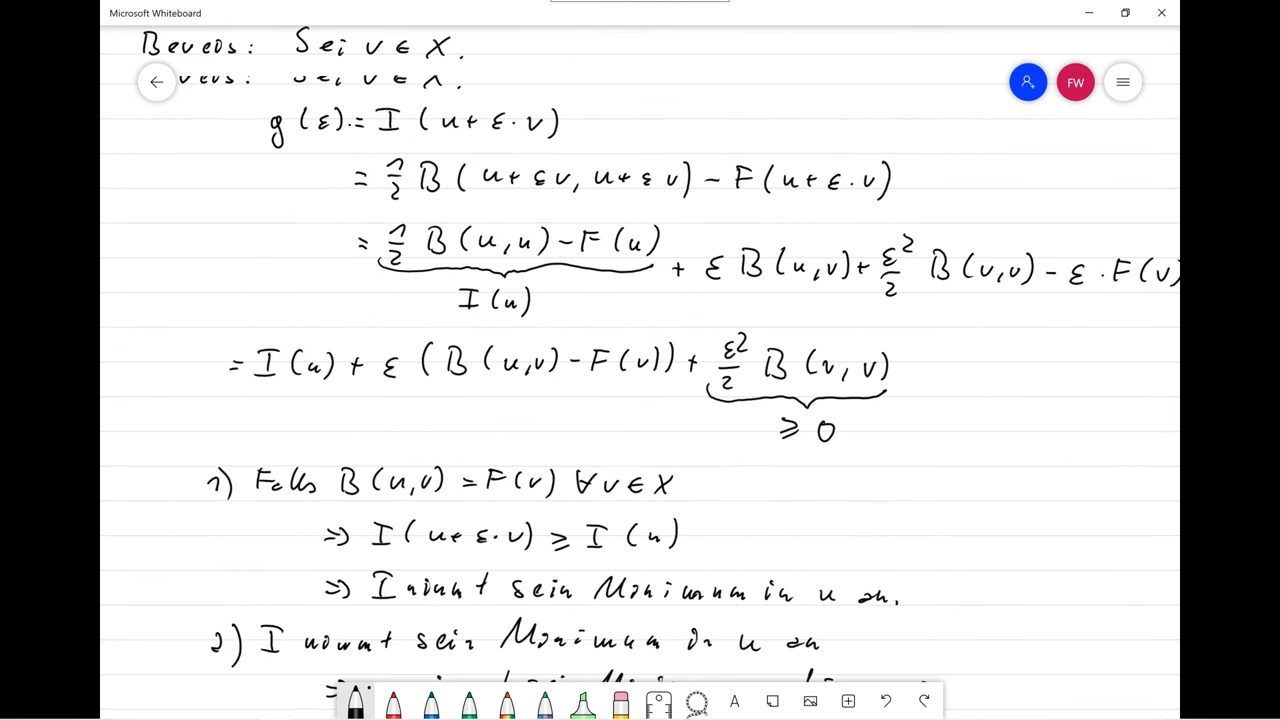 Microsoft Whiteboard
Beweis: Sei v ∈ X.
FW
g(ε) := I(u + ε · v)
= 1/2 B(u + εv, u + εv) − F(u + ε · v)
= 1/2 B(u, u) − F(u) + ε B(u, v) + ε²/2 B(v, v) − ε · F(v)
I(u)
= I(u) + ε (B(u, v) − F(v)) + ε²/2 B(v, v)
≥ 0
1) Falls B(u, v) = F(v) ∀ v ∈ X
⇒ I(u + ε · v) ≥ I(u)
⇒ I nimmt sein Minimum in u an.
2) I nimmt sein Minimum in u an
⇒
A